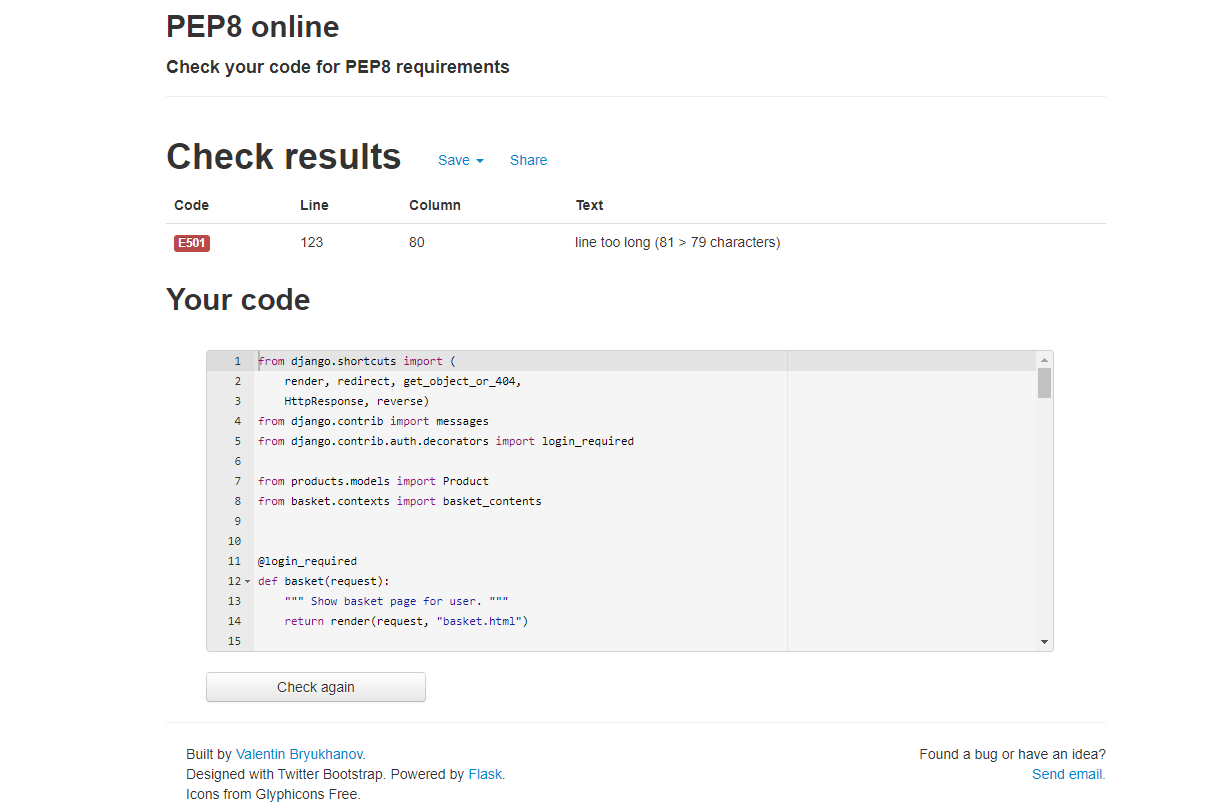 PEP8 online
Check your code for PEP8 requirements
Check results Save Share
Code Line Column Text
E501 123 80 line too long (81 > 79 characters)
Your code
1 from django.shortcuts import (
2     render, redirect, get_object_or_404,
3     HttpResponse, reverse)
4 from django.contrib import messages
5 from django.contrib.auth.decorators import login_required
6
7 from products.models import Product
8 from basket.contexts import basket_contents
9
10
11 @login_required
12 def basket(request):
13     """ Show basket page for user. """
14     return render(request, "basket.html")
15
Check again
Built by Valentin Bryukhanov.
Designed with Twitter Bootstrap. Powered by Flask.
Icons from Glyphicons Free.
Found a bug or have an idea?
Send email.